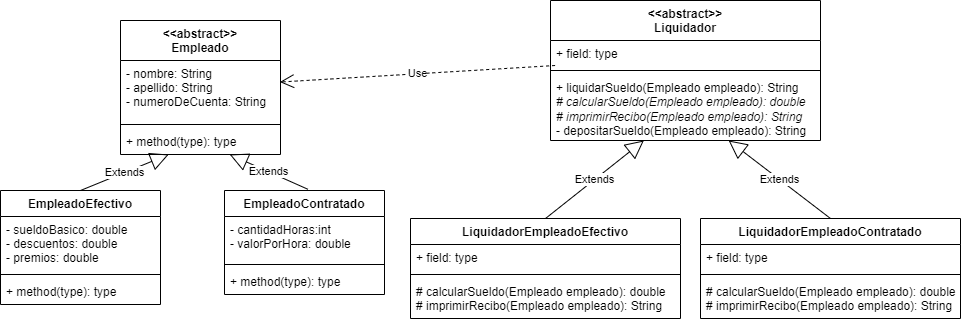 <<abstract>>
Empleado
- nombre: String
- apellido: String
- numeroDeCuenta: String
+ method(type): type
Use
<<abstract>>
Liquidador
+ field: type
+ liquidarSueldo(Empleado empleado): String
# calcularSueldo(Empleado empleado): double
# imprimirRecibo(Empleado empleado): String
- depositarSueldo(Empleado empleado): String
Extends
Extends
Extends
Extends
EmpleadoEfectivo
- sueldoBasico: double
- descuentos: double
- premios: double
+ method(type): type
EmpleadoContratado
- cantidadHoras:int
- valorPorHora: double
+ method(type): type
LiquidadorEmpleadoEfectivo
+ field: type
# calcularSueldo(Empleado empleado): double
# imprimirRecibo(Empleado empleado): String
LiquidadorEmpleadoContratado
+ field: type
# calcularSueldo(Empleado empleado): double
# imprimirRecibo(Empleado empleado): String